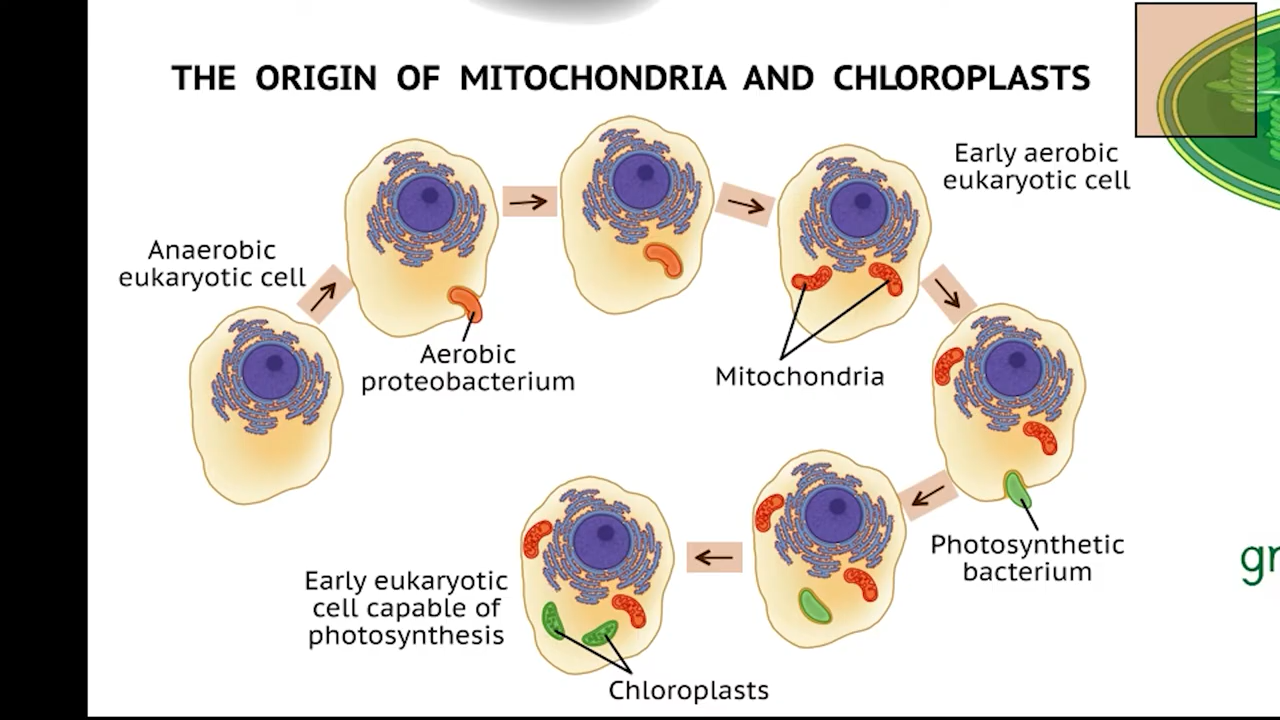 THE ORIGIN OF MITOCHONDRIA AND CHLOROPLASTS
Early aerobic
eukaryotic cell
Anaerobic
eukaryotic cell
Aerobic
proteobacterium
Mitochondria
Photosynthetic
bacterium
Early eukaryotic
cell capable of
photosynthesis
Chloroplasts
gr